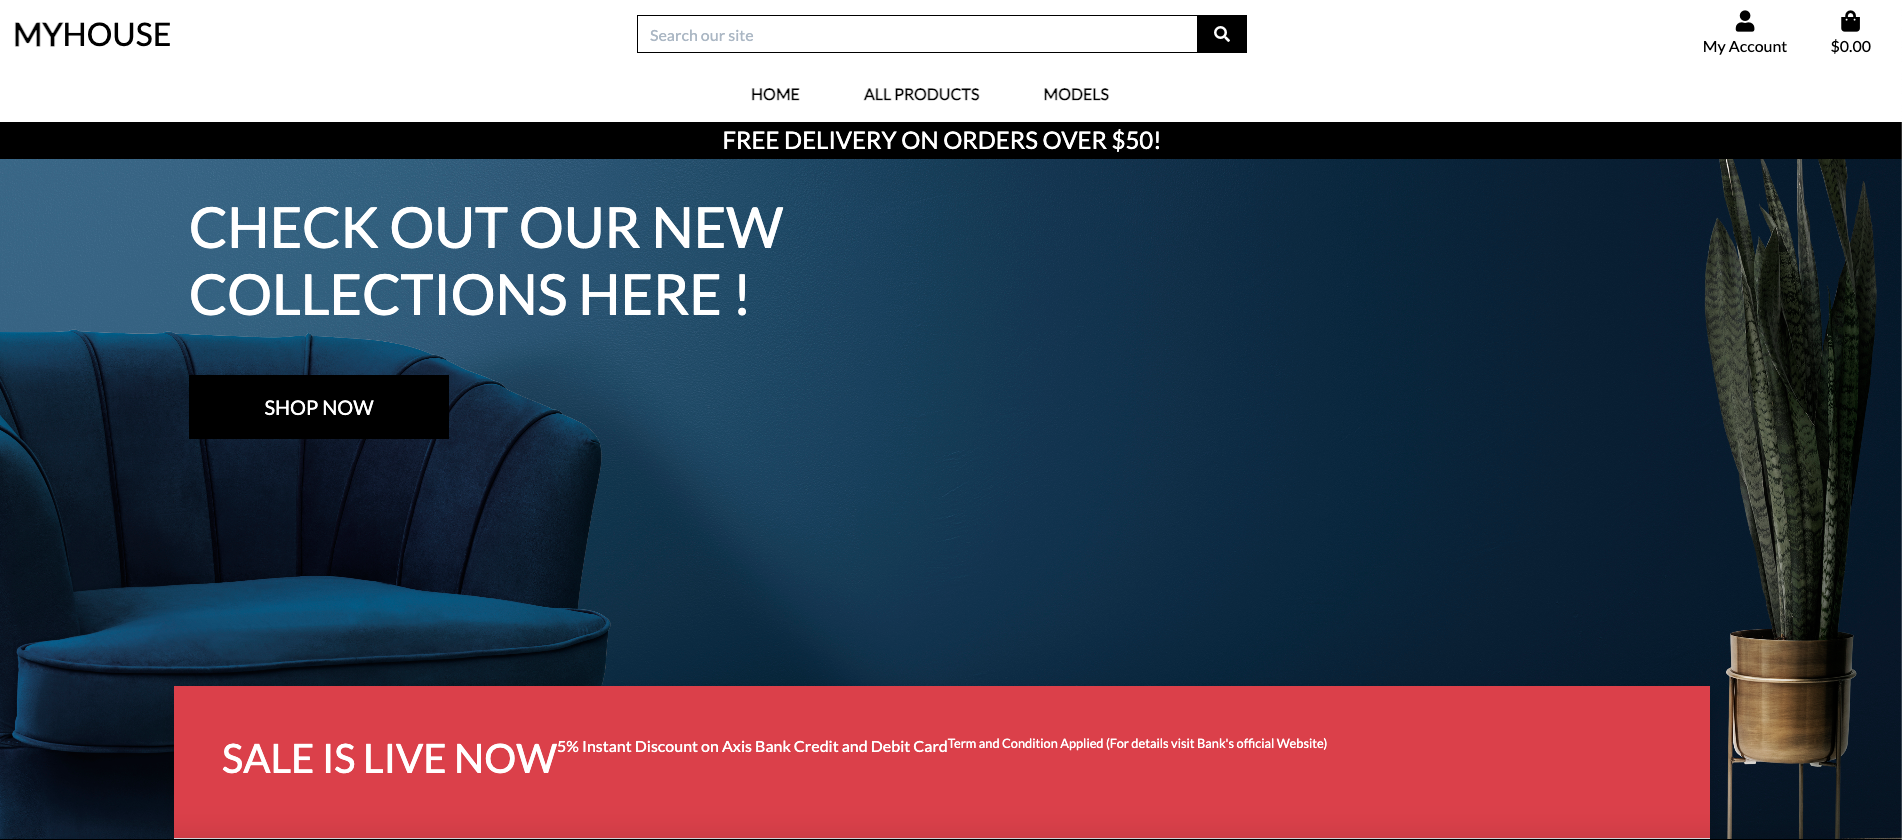 MYHOUSE
Search our site
My Account
$0.00
HOME
ALL PRODUCTS
MODELS
FREE DELIVERY ON ORDERS OVER $50!
CHECK OUT OUR NEW
COLLECTIONS HERE !
SHOP NOW
SALE IS LIVE NOW
5% Instant Discount on Axis Bank Credit and Debit Card
Term and Condition Applied (For details visit Bank's official Website)